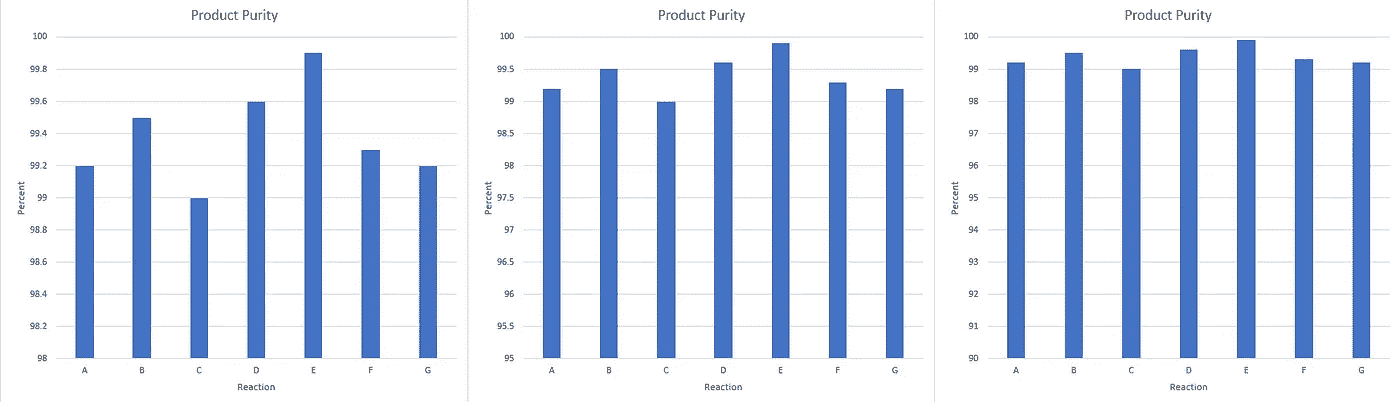 Product Purity
100
99.8
99.6
99.4
99.2
99
98.8
98.6
98.4
98.2
98
Percent
A B C D E F G
Reaction
Product Purity
100
99.5
99
98.5
98
97.5
97
96.5
96
95.5
95
Percent
A B C D E F G
Reaction
Product Purity
100
99
98
97
96
95
94
93
92
91
90
Percent
A B C D E F G
Reaction